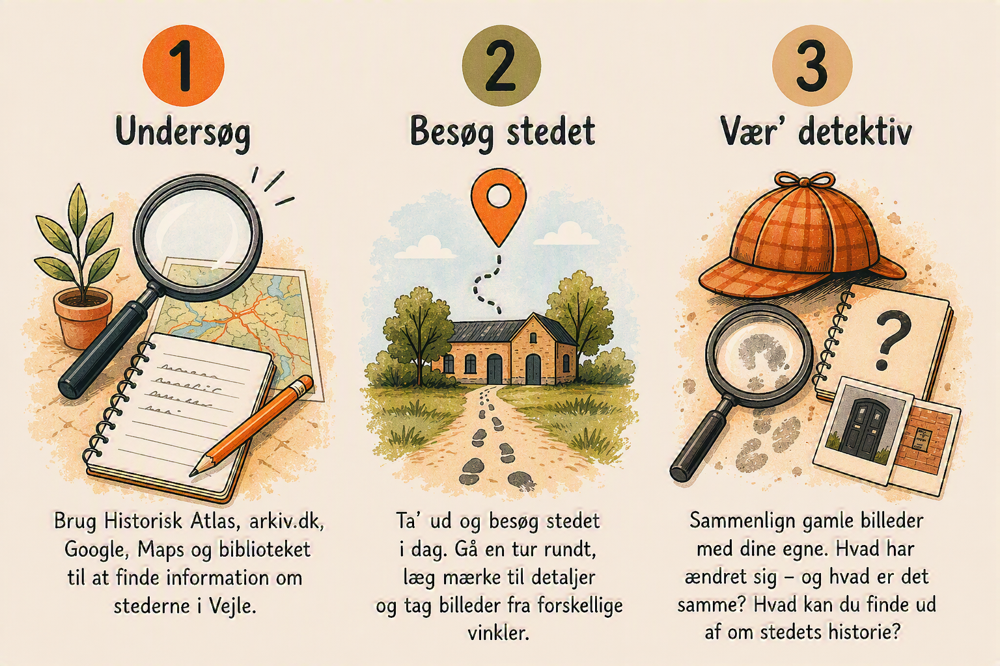 1
Undersøg
Brug Historisk Atlas, arkiv.dk,
Google, Maps og biblioteket
til at finde information om
stederne i Vejle.
2
Besøg stedet
Ta' ud og besøg stedet
i dag. Gå en tur rundt,
læg mærke til detaljer
og tag billeder fra forskellige
vinkler.
3
Vær' detektiv
?
Sammenlign gamle billeder
med dine egne. Hvad har
ændret sig – og hvad er det
samme? Hvad kan du finde ud
af om stedets historie?